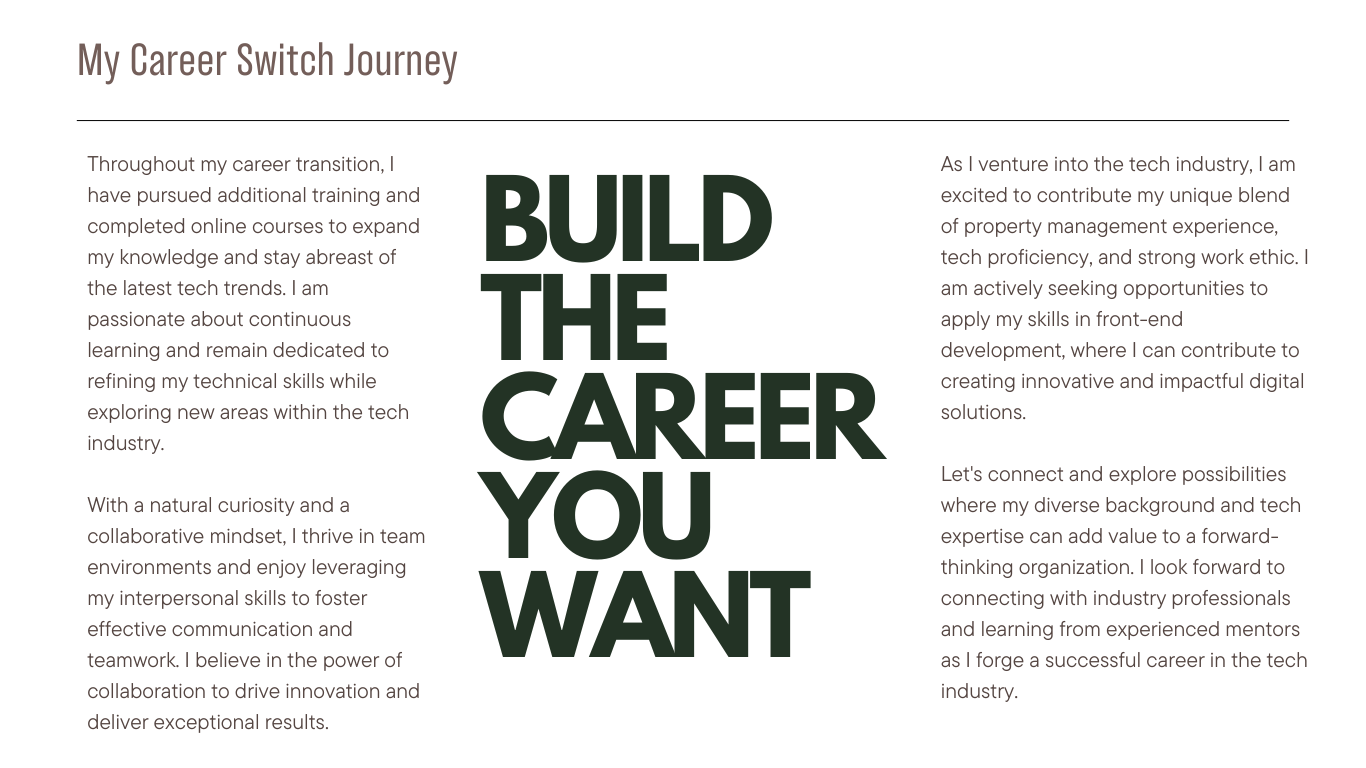 My Career Switch Journey
Throughout my career transition, I
have pursued additional training and
completed online courses to expand
my knowledge and stay abreast of
the latest tech trends. I am
passionate about continuous
learning and remain dedicated to
refining my technical skills while
exploring new areas within the tech
industry.
With a natural curiosity and a
collaborative mindset, I thrive in team
environments and enjoy leveraging
my interpersonal skills to foster
effective communication and
teamwork. I believe in the power of
collaboration to drive innovation and
deliver exceptional results.
BUILD
THE
CAREER
YOU
WANT
As I venture into the tech industry, I am
excited to contribute my unique blend
of property management experience,
tech proficiency, and strong work ethic. I
am actively seeking opportunities to
apply my skills in front-end
development, where I can contribute to
creating innovative and impactful digital
solutions.
Let's connect and explore possibilities
where my diverse background and tech
expertise can add value to a forward-
thinking organization. I look forward to
connecting with industry professionals
and learning from experienced mentors
as I forge a successful career in the tech
industry.